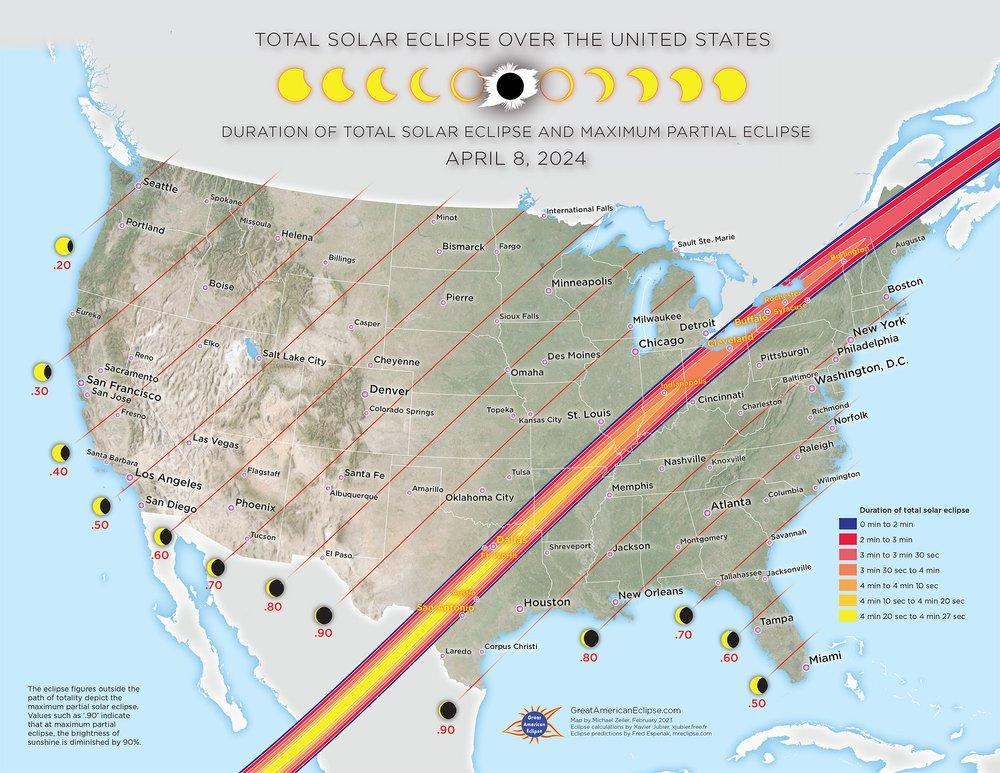 TOTAL SOLAR ECLIPSE OVER THE UNITED STATES
DURATION OF TOTAL SOLAR ECLIPSE AND MAXIMUM PARTIAL ECLIPSE
APRIL 8, 2024
Seattle
Spokane
Portland
Missoula
Helena
Minot
International Falls
Bismarck
Fargo
Sault Ste. Marie
Augusta
Burlington
Billings
Boise
Pierre
Minneapolis
Boston
Rochester
Syracuse
Buffalo
Eureka
Casper
Sioux Falls
Milwaukee
Detroit
New York
Cleveland
Philadelphia
Chicago
Elko
Reno
Salt Lake City
Cheyenne
Des Moines
Pittsburgh
Omaha
Sacramento
Baltimore
Washington, D.C.
San Francisco
San Jose
Denver
Indianapolis
Cincinnati
Charleston
Colorado Springs
Topeka
Kansas City
St. Louis
Richmond
Norfolk
Fresno
Las Vegas
Raleigh
Santa Barbara
Los Angeles
Flagstaff
Santa Fe
Albuquerque
Amarillo
Tulsa
Oklahoma City
Nashville
Knoxville
Memphis
Wilmington
Columbia
Atlanta
San Diego
Phoenix
Tucson
El Paso
Dallas
Shreveport
Jackson
Montgomery
Savannah
Tallahassee
Jacksonville
San Antonio
Houston
New Orleans
Tampa
Miami
Laredo
Corpus Christi
.20
.30
.40
.50
.60
.70
.80
.90
.90
.80
.70
.60
.50
Duration of total solar eclipse
0 min to 2 min
2 min to 3 min
3 min to 3 min 30 sec
3 min 30 sec to 4 min
4 min to 4 min 10 sec
4 min 10 sec to 4 min 20 sec
4 min 20 sec to 4 min 27 sec
The eclipse figures outside the
path of totality depict the
maximum partial solar eclipse.
Values such as '.90' indicate
that at maximum partial
eclipse, the brightness of
sunshine is diminished by 90%.
Great
American
Eclipse
GreatAmericanEclipse.com
Map by Michael Zeiler, February 2023
Eclipse calculations by Xavier Jubier, xjubier.free.fr
Eclipse predictions by Fred Espenak, mreclipse.com